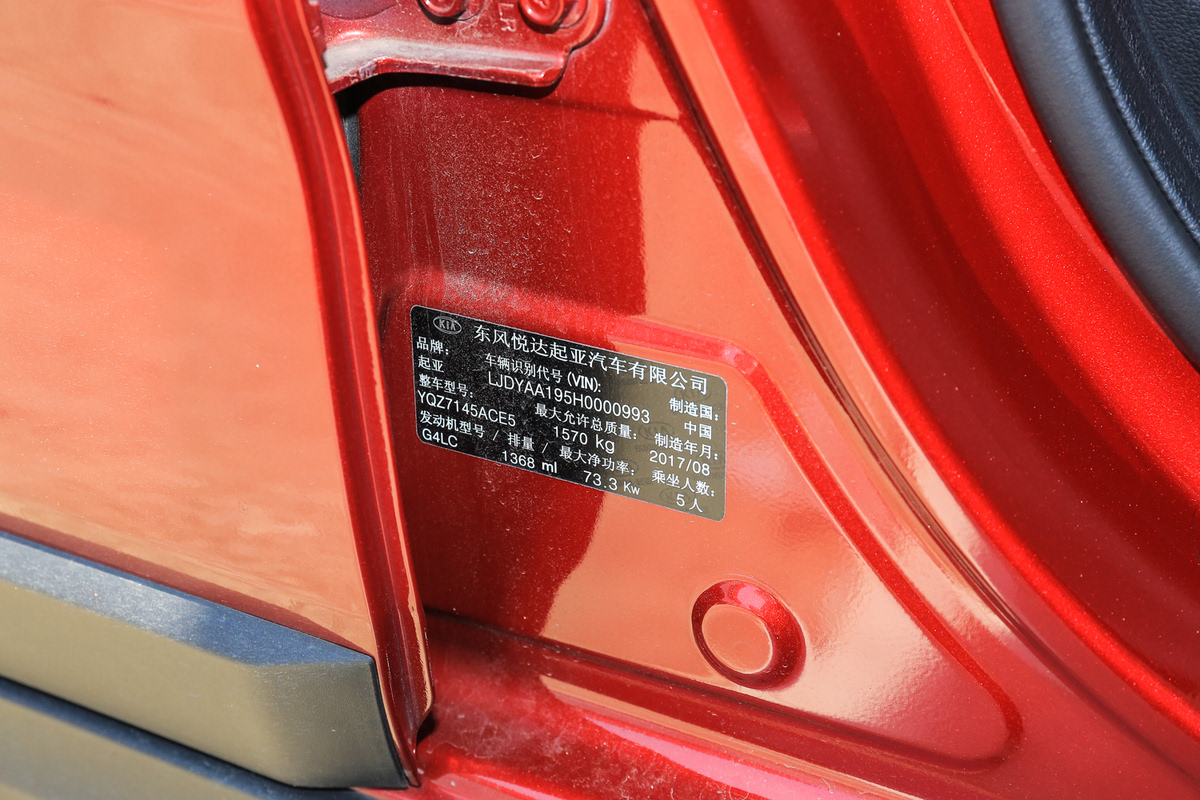 LR
KIA 东风悦达起亚汽车有限公司
品牌: 车辆识别代号(VIN): 制造国:
起亚 LJDYAA195H0000993 中国
整车型号: 最大允许总质量: 制造年月:
YQZ7145ACE5 1570 kg 2017/08
发动机型号 / 排量 / 最大净功率: 乘坐人数:
G4LC 1368 ml 73.3 Kw 5人